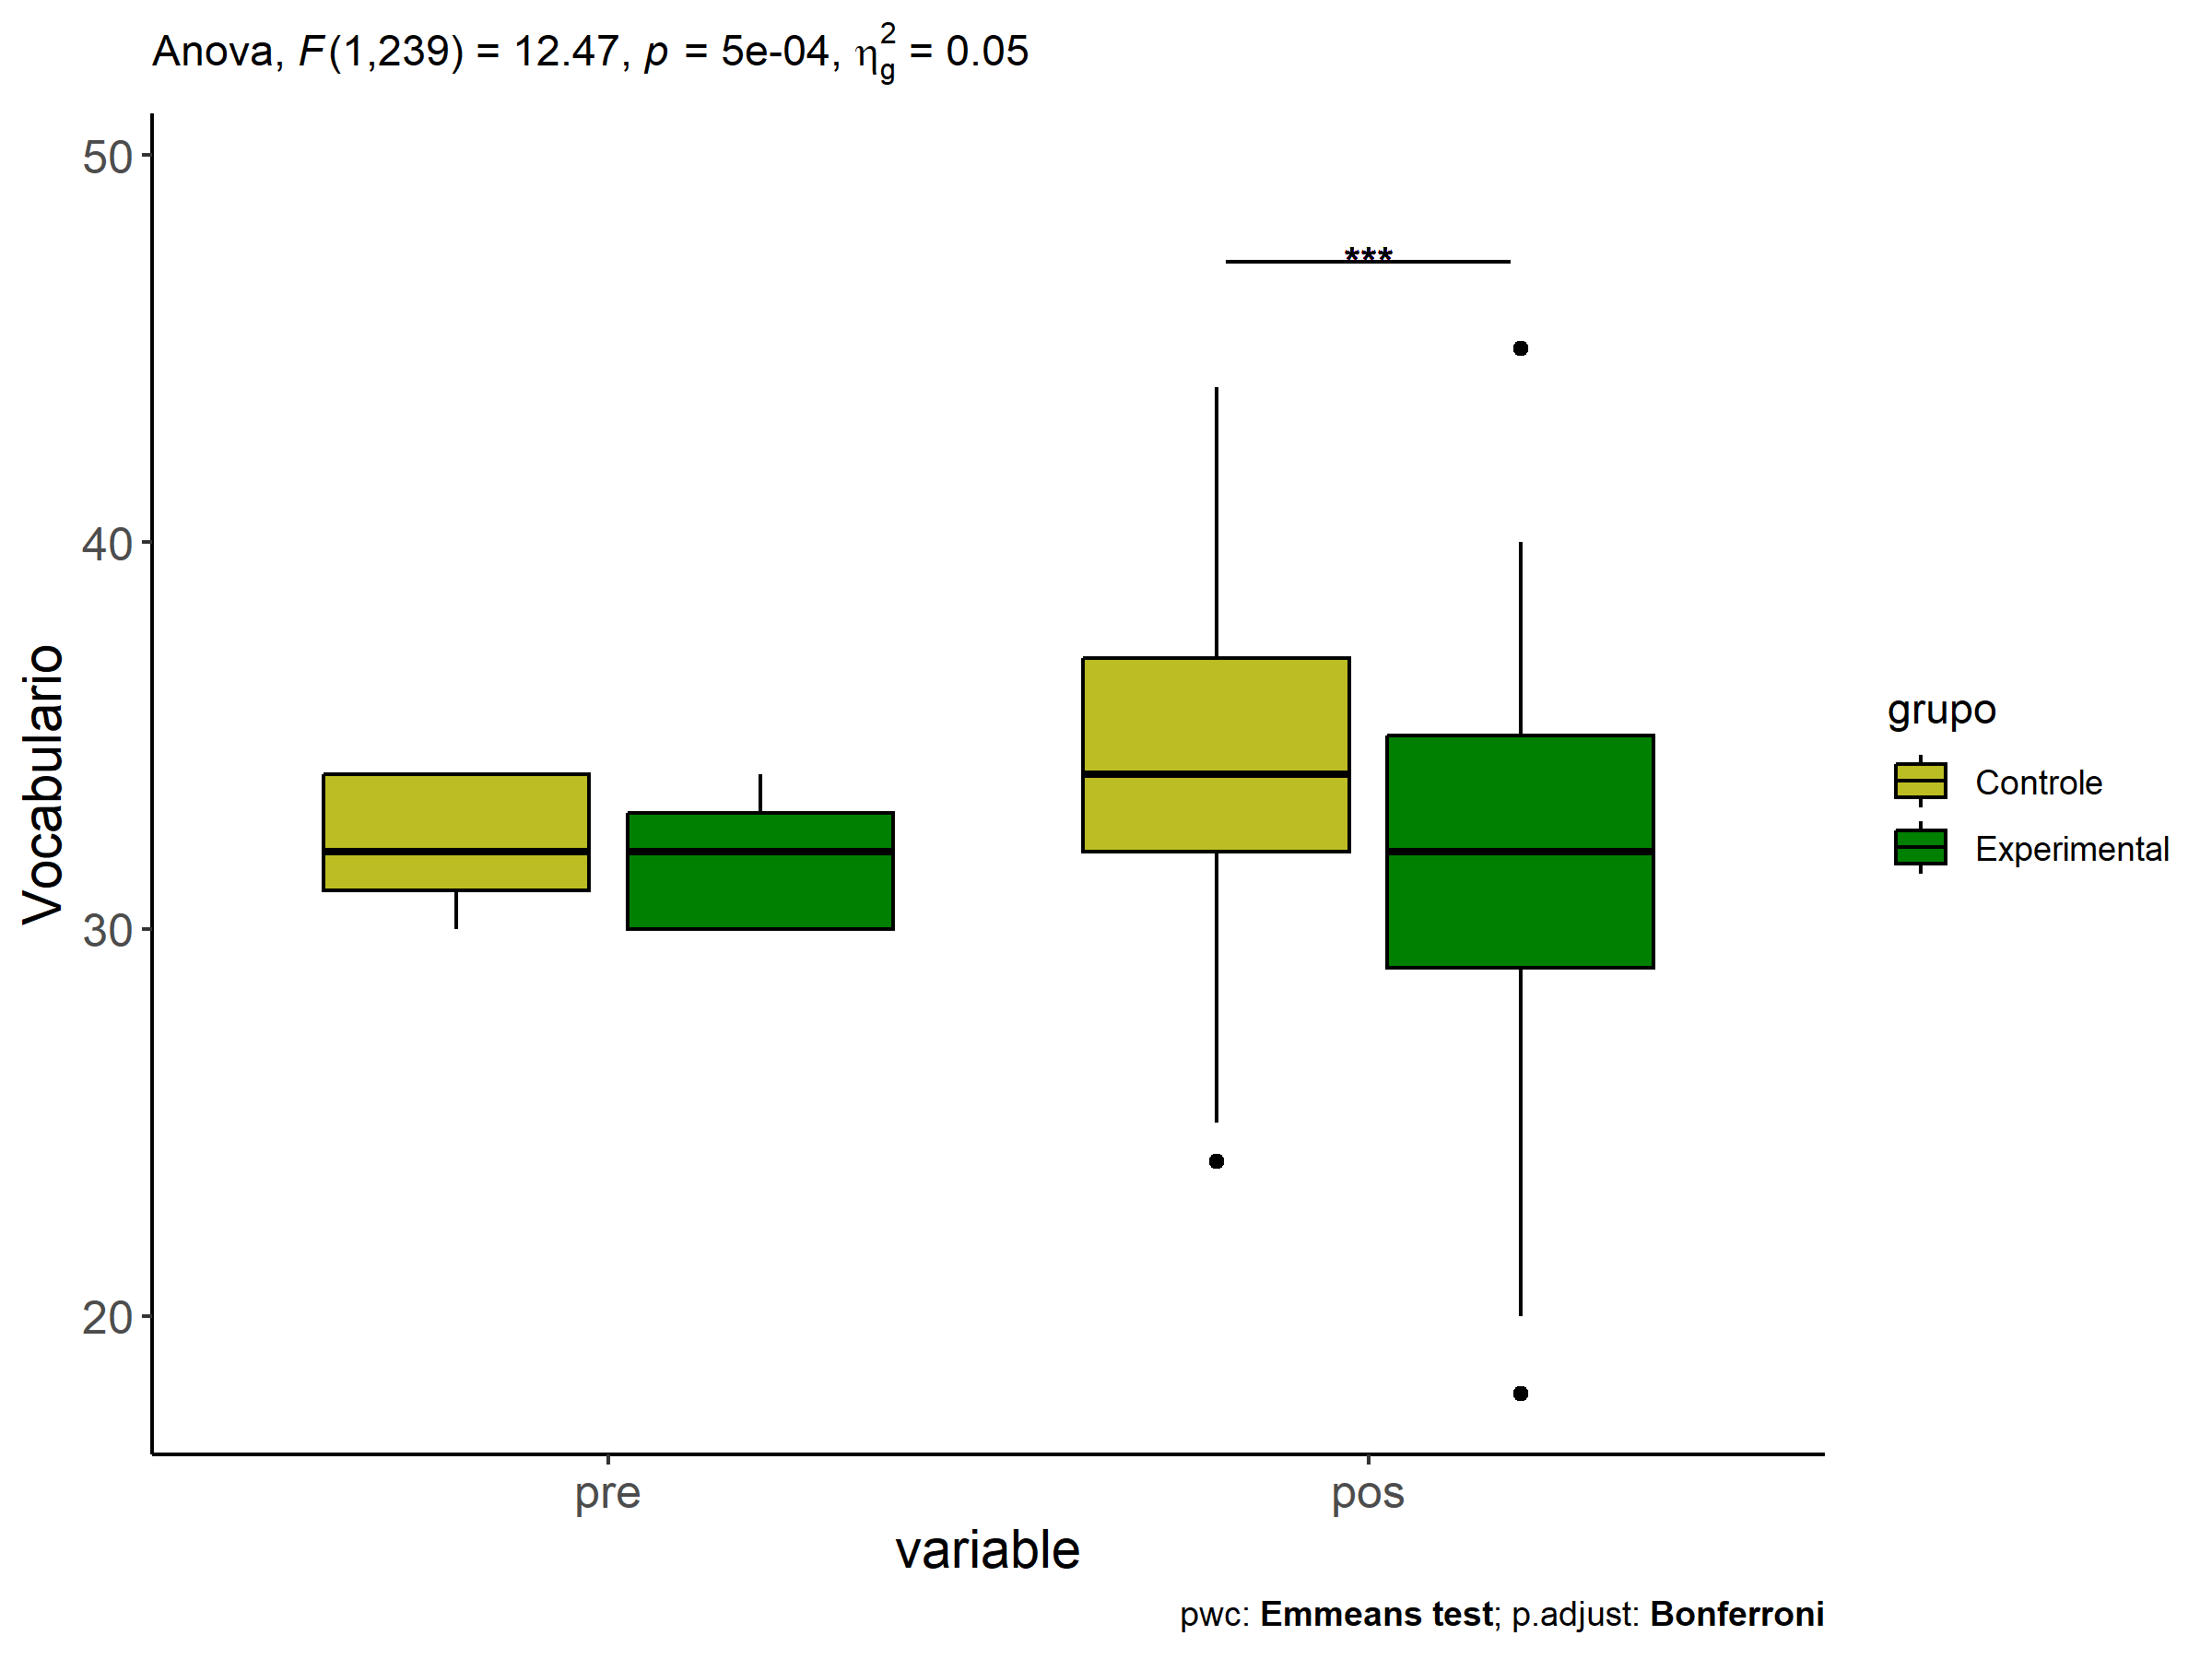 Anova, F(1,239) = 12.47, p = 5e-04, η²g = 0.05
50
***
40
Vocabulario
grupo
Controle
Experimental
30
20
pre
pos
variable
pwc: Emmeans test; p.adjust: Bonferroni